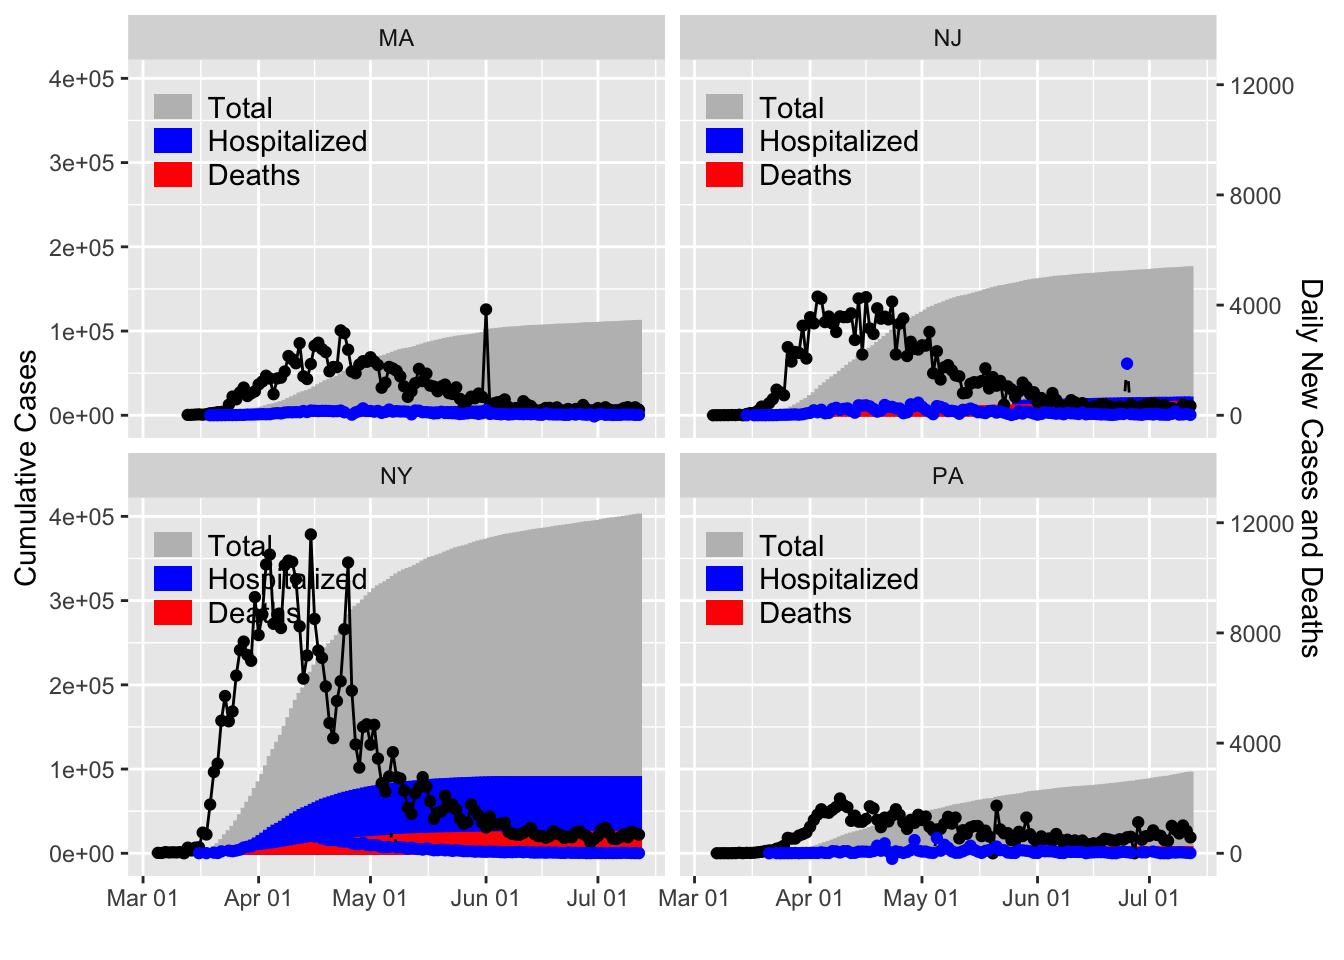 MA
NJ
4e+05
3e+05
2e+05
1e+05
0e+00
Total
Hospitalized
Deaths
Total
Hospitalized
Deaths
12000
8000
4000
0
NY
PA
4e+05
3e+05
2e+05
1e+05
0e+00
Total
Hospitalized
Deaths
Total
Hospitalized
Deaths
12000
8000
4000
0
Mar 01 Apr 01 May 01 Jun 01 Jul 01
Mar 01 Apr 01 May 01 Jun 01 Jul 01
Cumulative Cases
Daily New Cases and Deaths